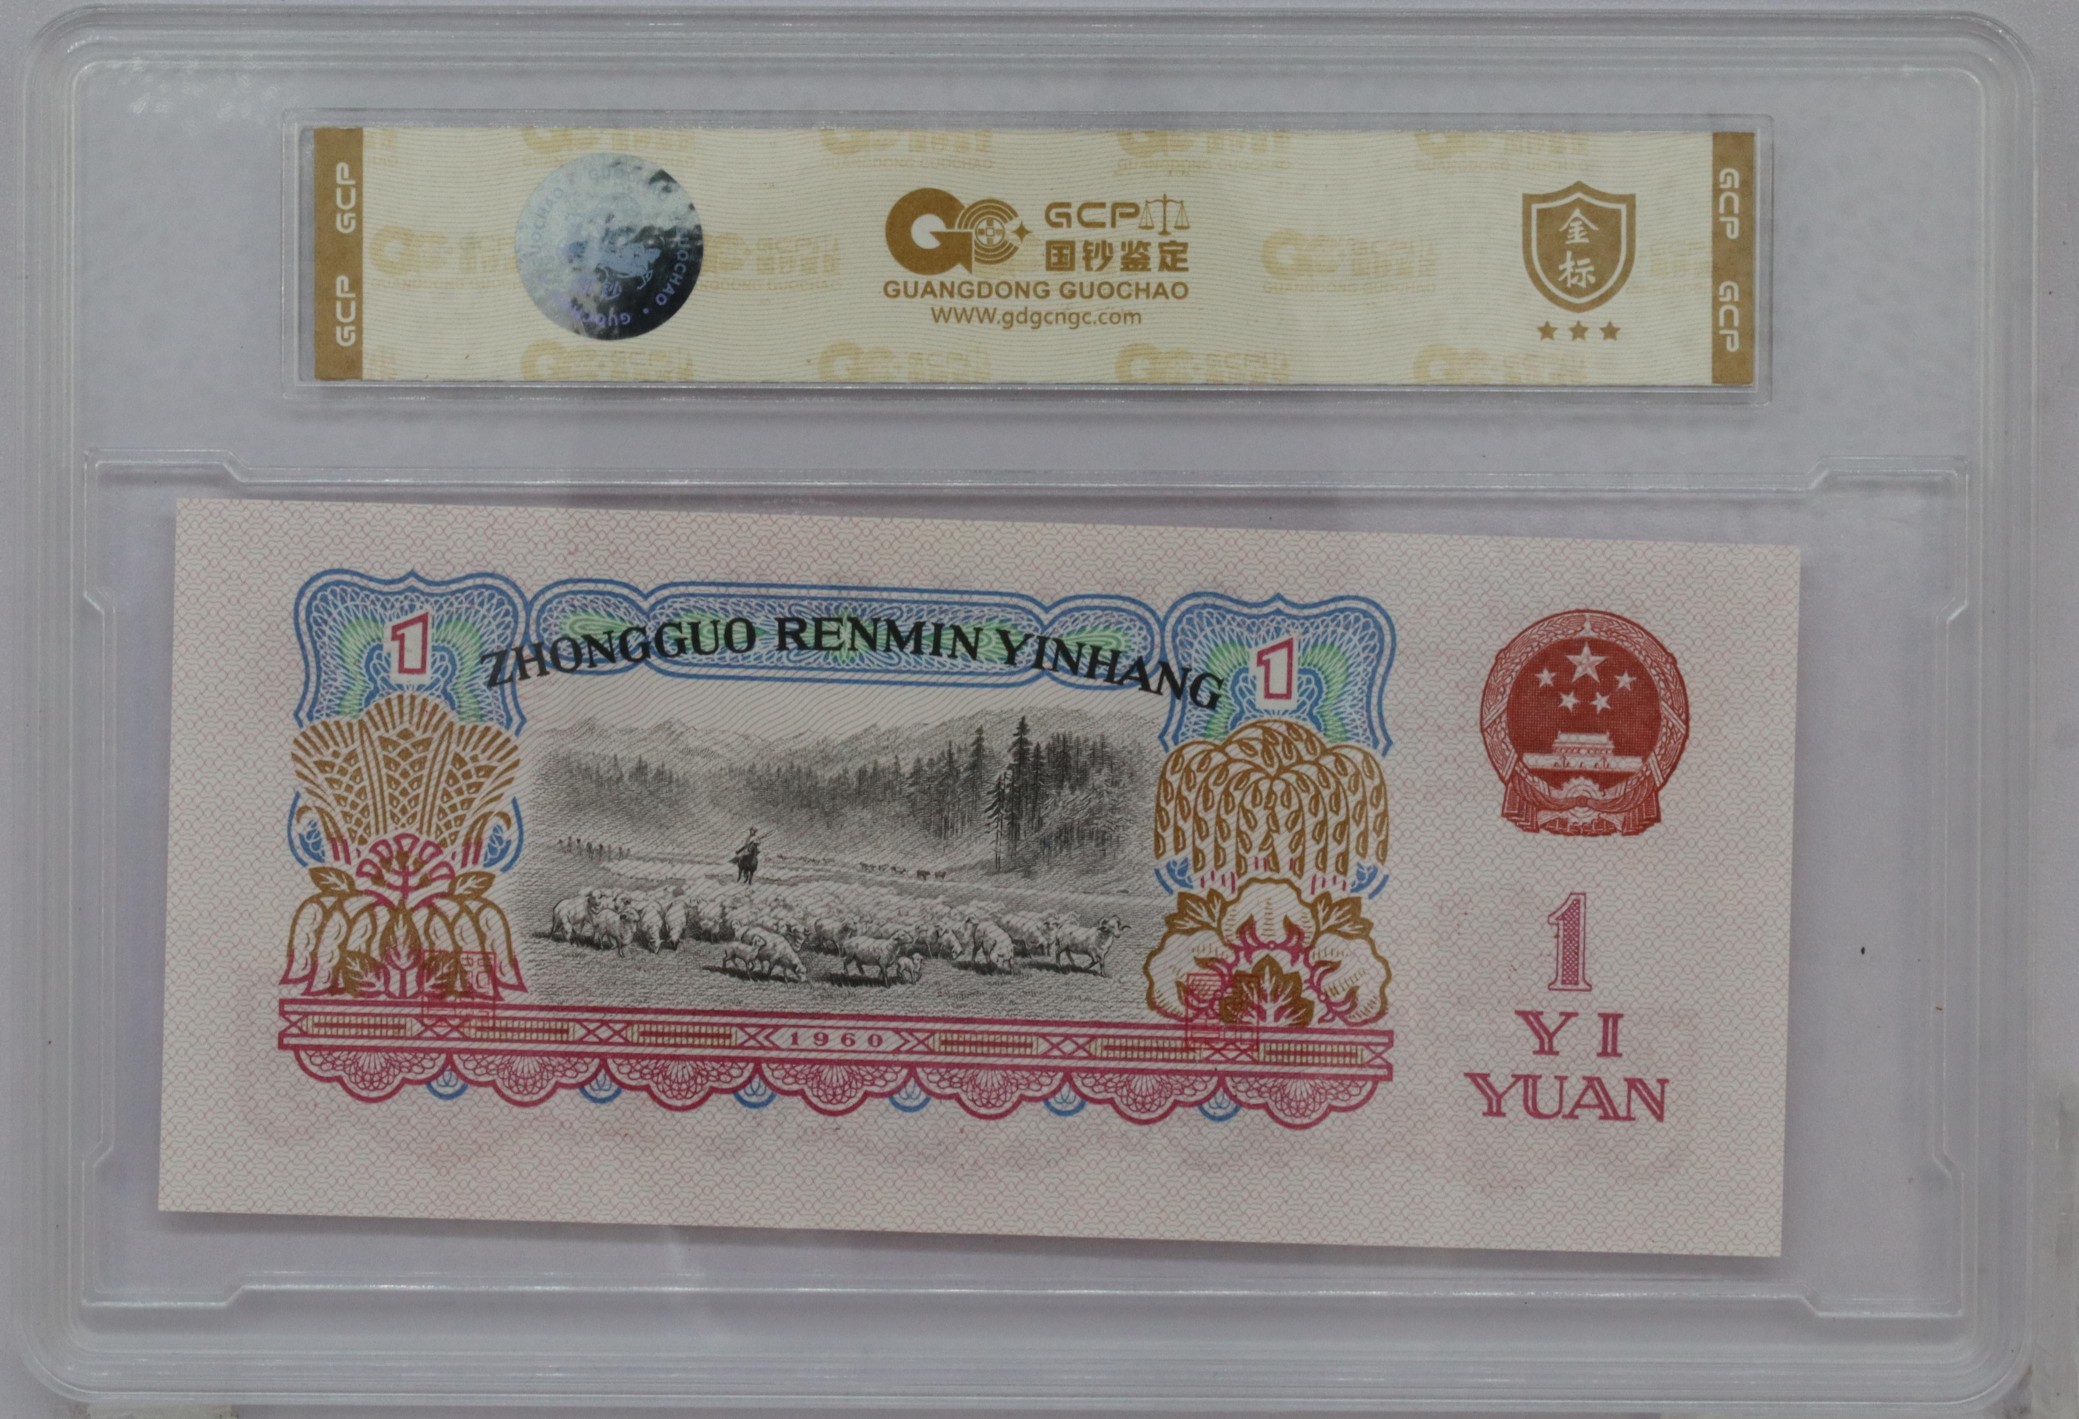 GCP GCP
GCP
国钞鉴定
GUANGDONG GUOCHAO
WWW.gdgcngc.com
金
标
GCP GCP
1
ZHONGGUO RENMIN YINHANG
1
1960
1
YI
YUAN